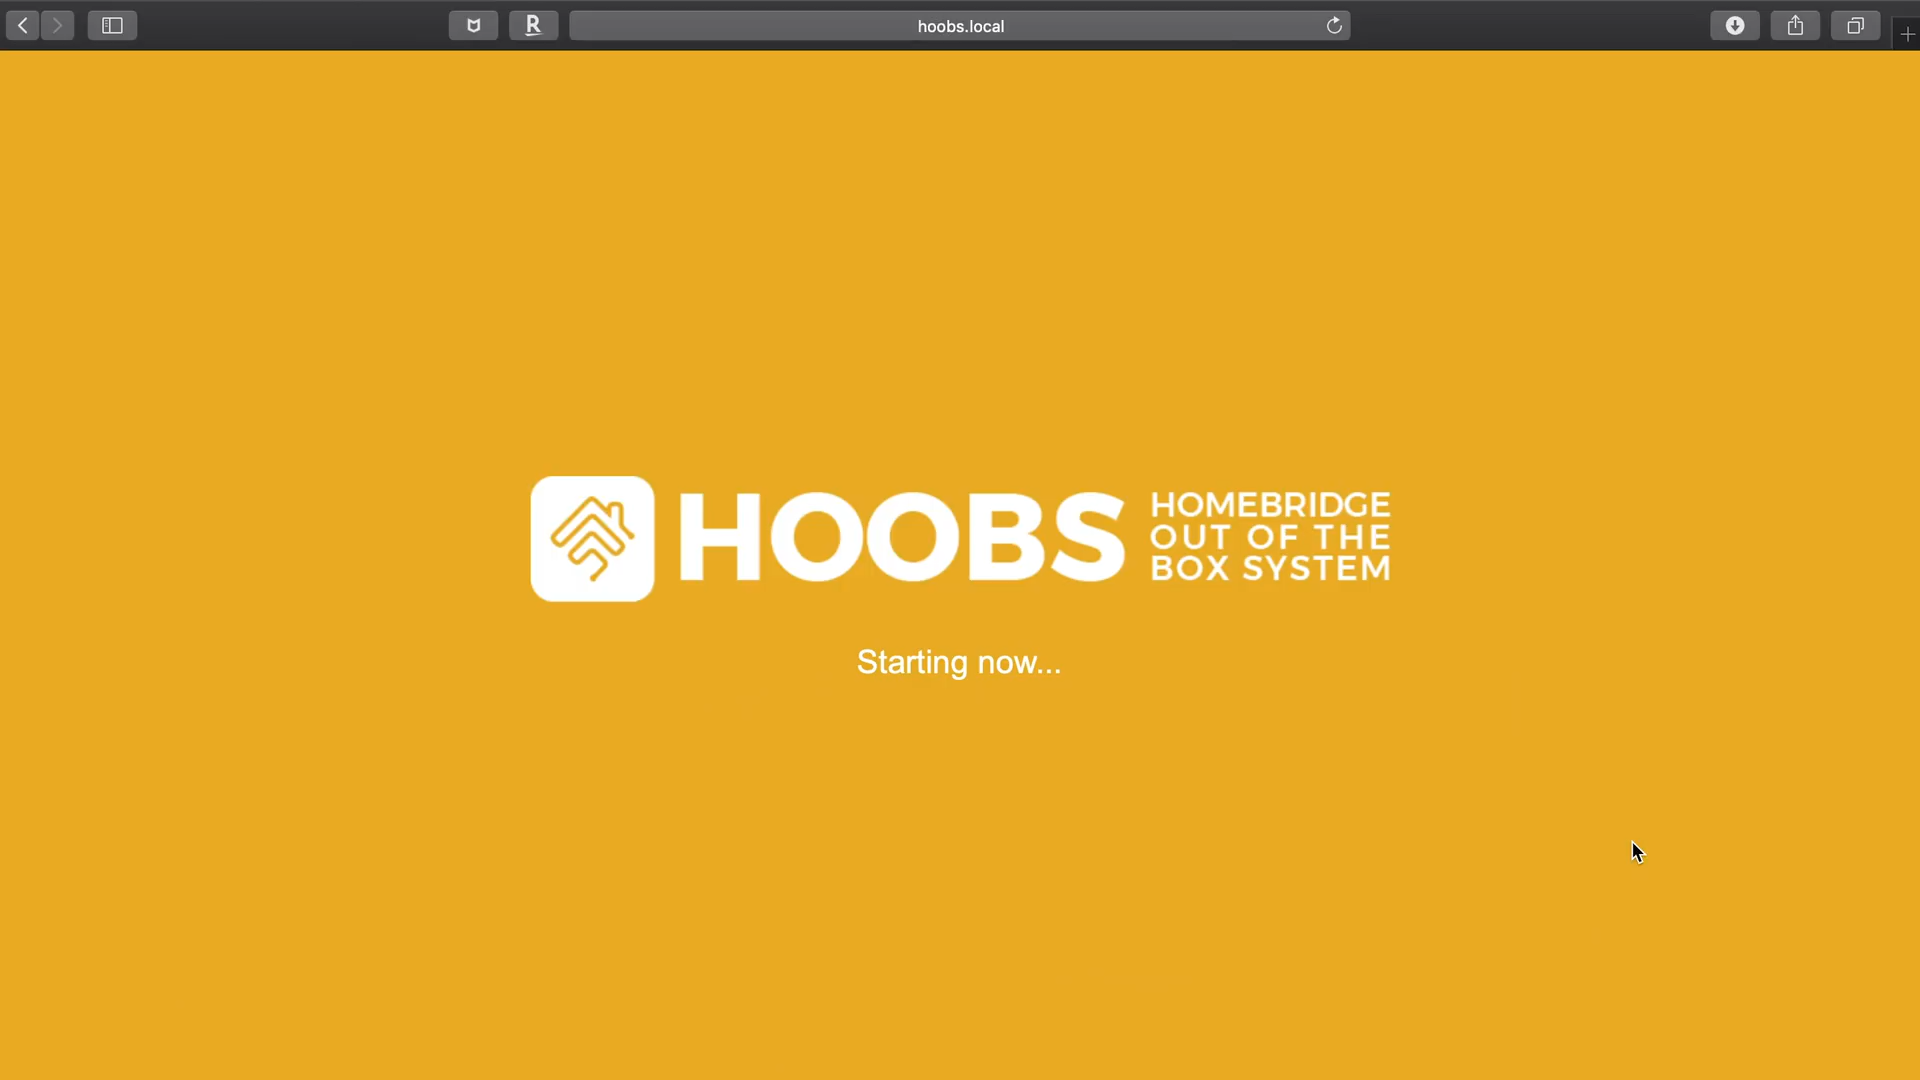 hoobs.local
HOOBS
HOMEBRIDGE
OUT OF THE
BOX SYSTEM
Starting now...